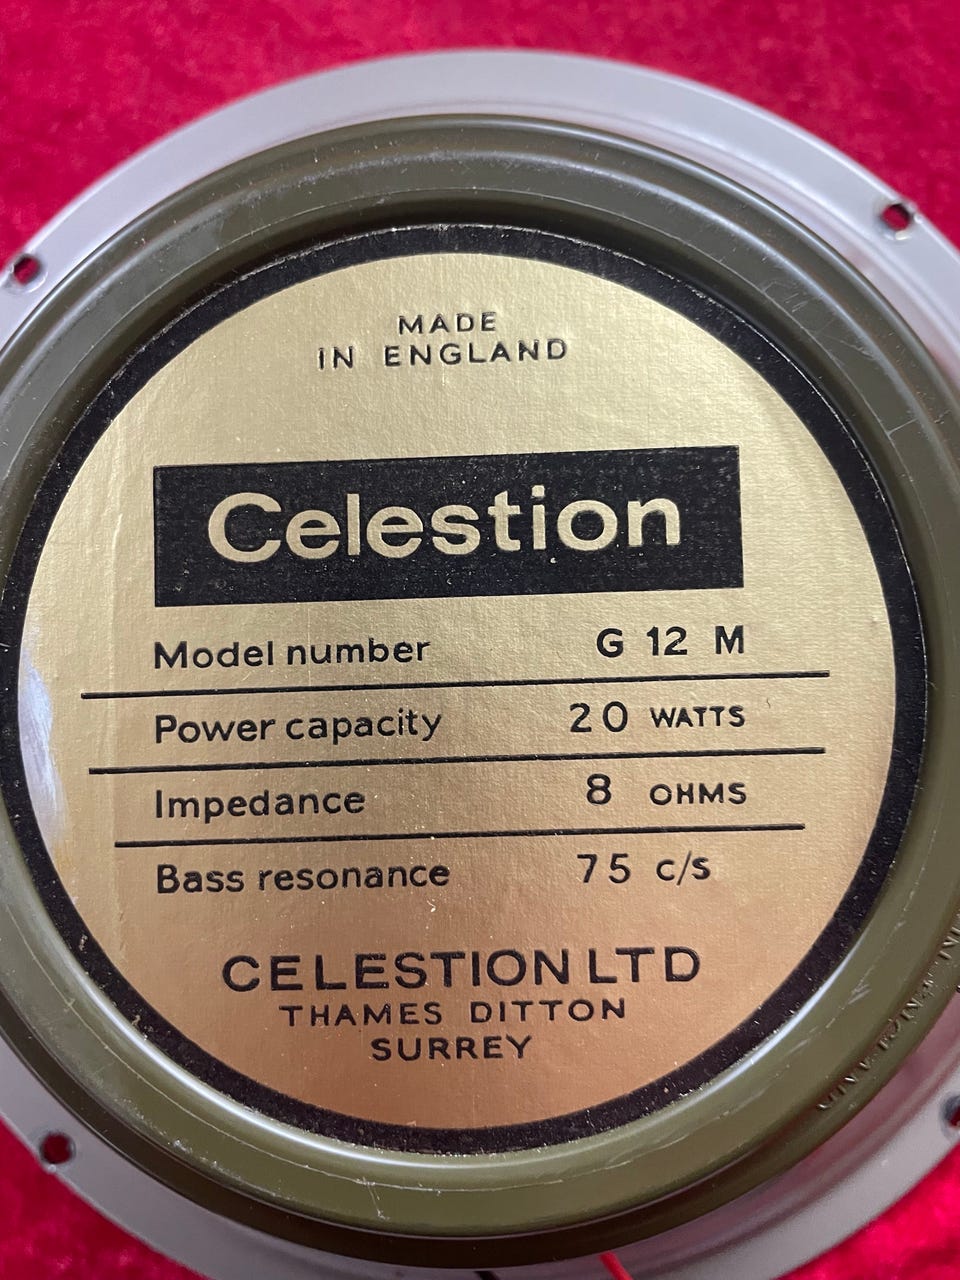 MADE
IN ENGLAND
Celestion
Model number G 12 M
Power capacity 20 WATTS
Impedance 8 OHMS
Bass resonance 75 c/s
CELESTION LTD
THAMES DITTON
SURREY